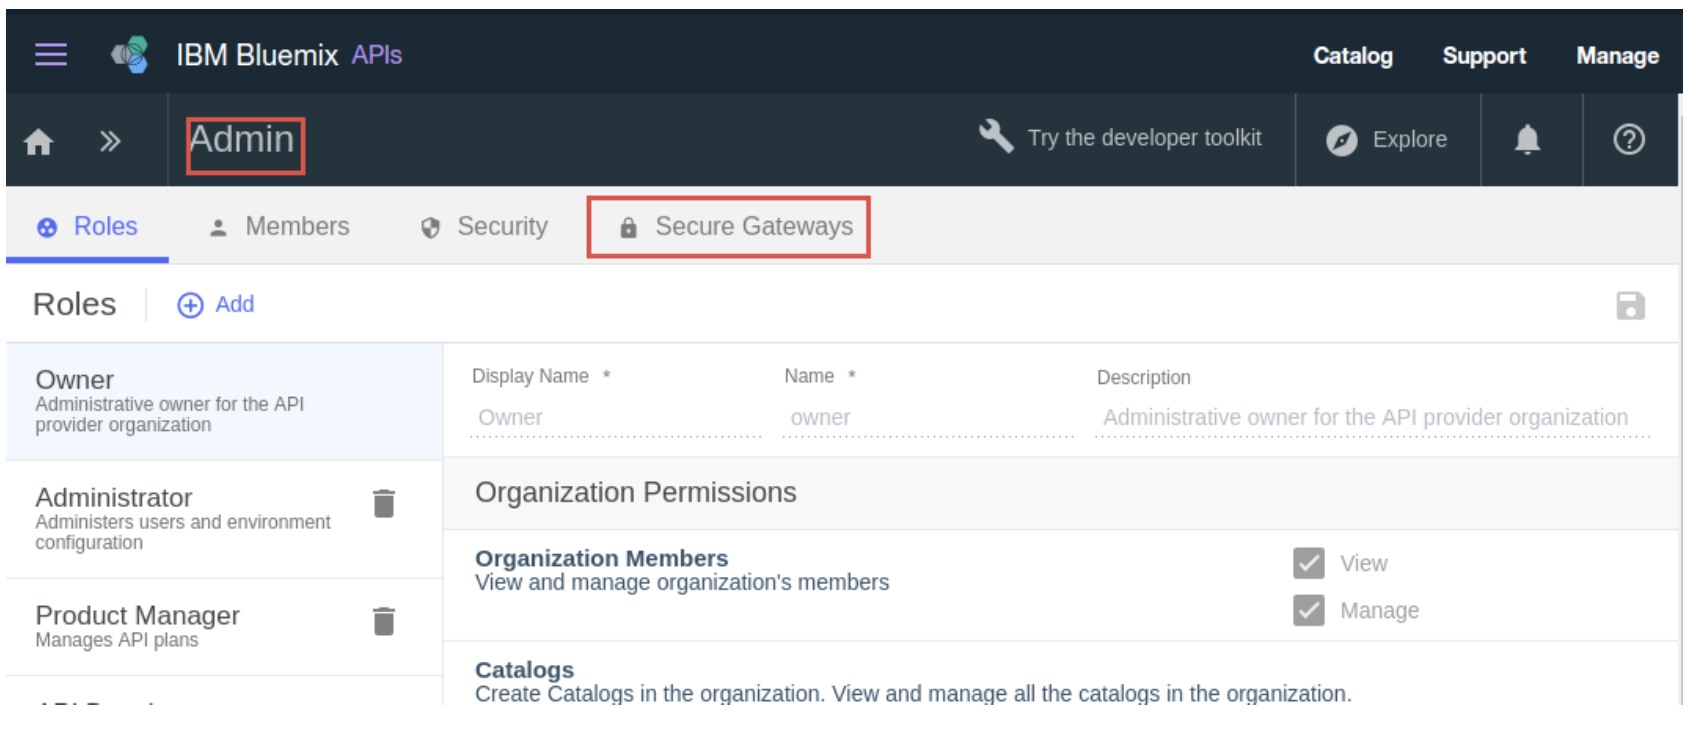 IBM Bluemix APIs
Catalog Support Manage
Admin
Try the developer toolkit
Explore
Roles Members Security Secure Gateways
Roles Add
Owner
Administrative owner for the API
provider organization
Administrator
Administers users and environment
configuration
Product Manager
Manages API plans
Display Name * Name * Description
Owner owner Administrative owner for the API provider organization
Organization Permissions
Organization Members
View and manage organization's members
View
Manage
Catalogs
Create Catalogs in the organization. View and manage all the catalogs in the organization.